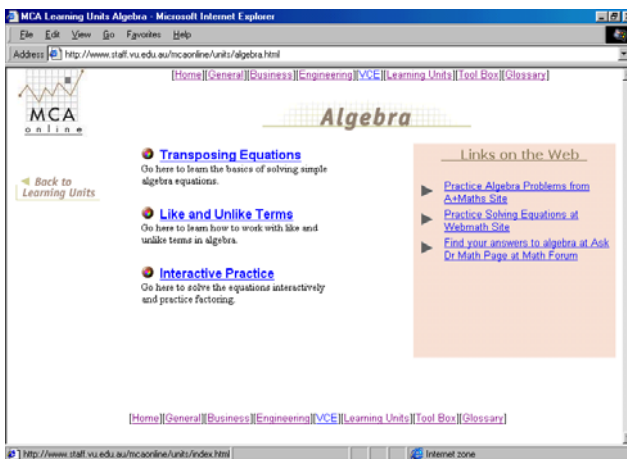 MCA Learning Units Algebra - Microsoft Internet Explorer
File Edit View Go Favorites Help
Address http://www.staff.vu.edu.au/mcaonline/units/algebra.html
[Home][General][Business][Engineering][VCE][Learning Units][Tool Box][Glossary]
MCA
online
Algebra
Back to
Learning Units
Transposing Equations
Go here to learn the basics of solving simple
algebra equations.
Like and Unlike Terms
Go here to learn how to work with like and
unlike terms in algebra.
Interactive Practice
Go here to solve the equations interactively
and practice factoring.
Links on the Web
Practice Algebra Problems from
A+Maths Site
Practice Solving Equations at
Webmath Site
Find your answers to algebra at Ask
Dr Math Page at Math Forum
[Home][General][Business][Engineering][VCE][Learning Units][Tool Box][Glossary]
http://www.staff.vu.edu.au/mcaonline/units/index.html Internet zone